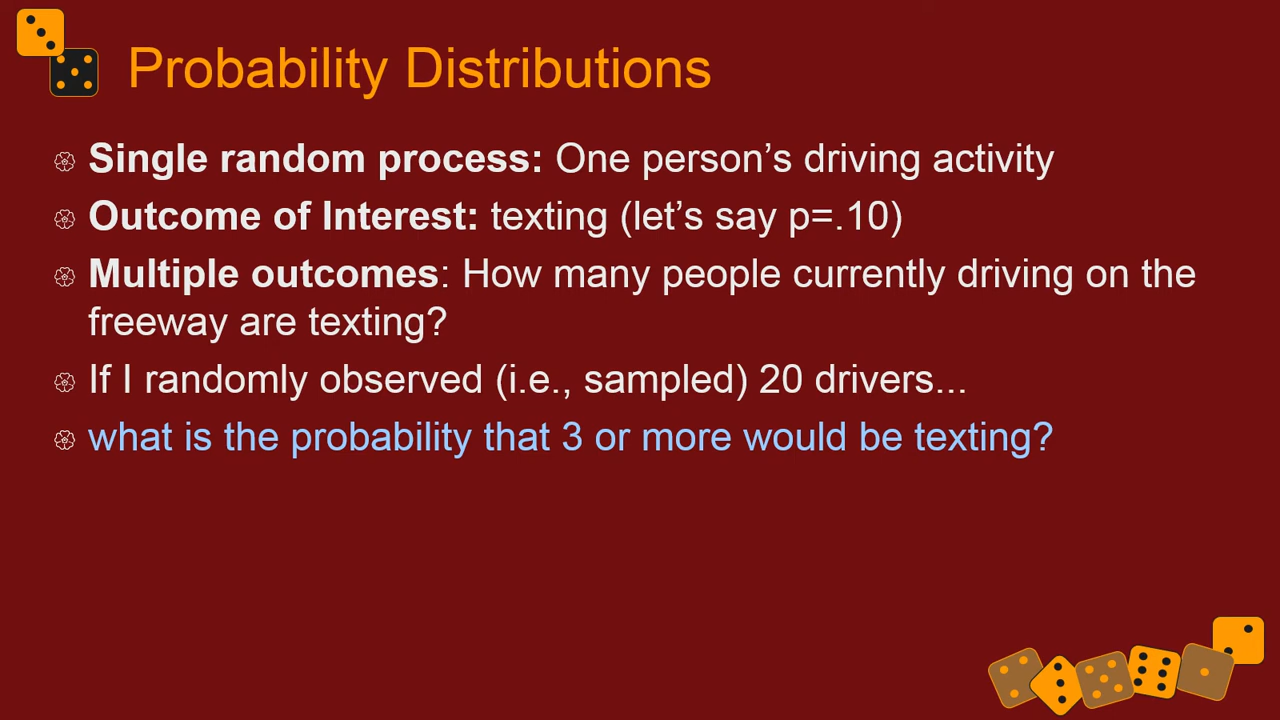 Probability Distributions
Single random process: One person’s driving activity
Outcome of Interest: texting (let’s say p=.10)
Multiple outcomes: How many people currently driving on the
freeway are texting?
If I randomly observed (i.e., sampled) 20 drivers...
what is the probability that 3 or more would be texting?